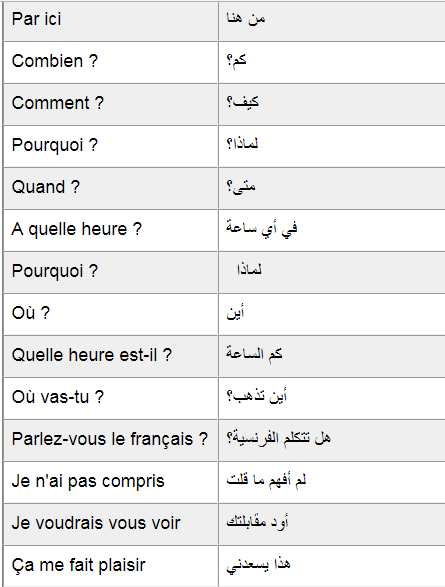 Par ici من هنا
Combien ? كم؟
Comment ? كيف؟
Pourquoi ? لماذا؟
Quand ? متى؟
A quelle heure ? في أي ساعة
Pourquoi ? لماذا
Où ? أين
Quelle heure est-il ? كم الساعة
Où vas-tu ? أين تذهب؟
Parlez-vous le français ? هل تتكلم الفرنسية؟
Je n'ai pas compris لم أفهم ما قلت
Je voudrais vous voir أود مقابلتك
Ça me fait plaisir هذا يسعدني